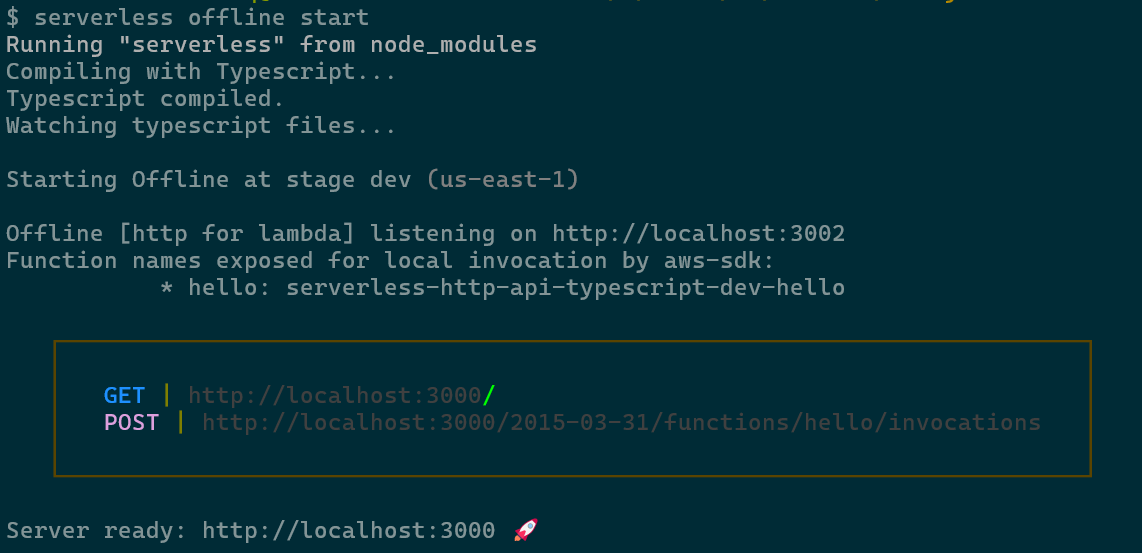 $ serverless offline start
Running "serverless" from node_modules
Compiling with Typescript...
Typescript compiled.
Watching typescript files...
Starting Offline at stage dev (us-east-1)
Offline [http for lambda] listening on http://localhost:3002
Function names exposed for local invocation by aws-sdk:
* hello: serverless-http-api-typescript-dev-hello
GET | http://localhost:3000/
POST | http://localhost:3000/2015-03-31/functions/hello/invocations
Server ready: http://localhost:3000 🚀